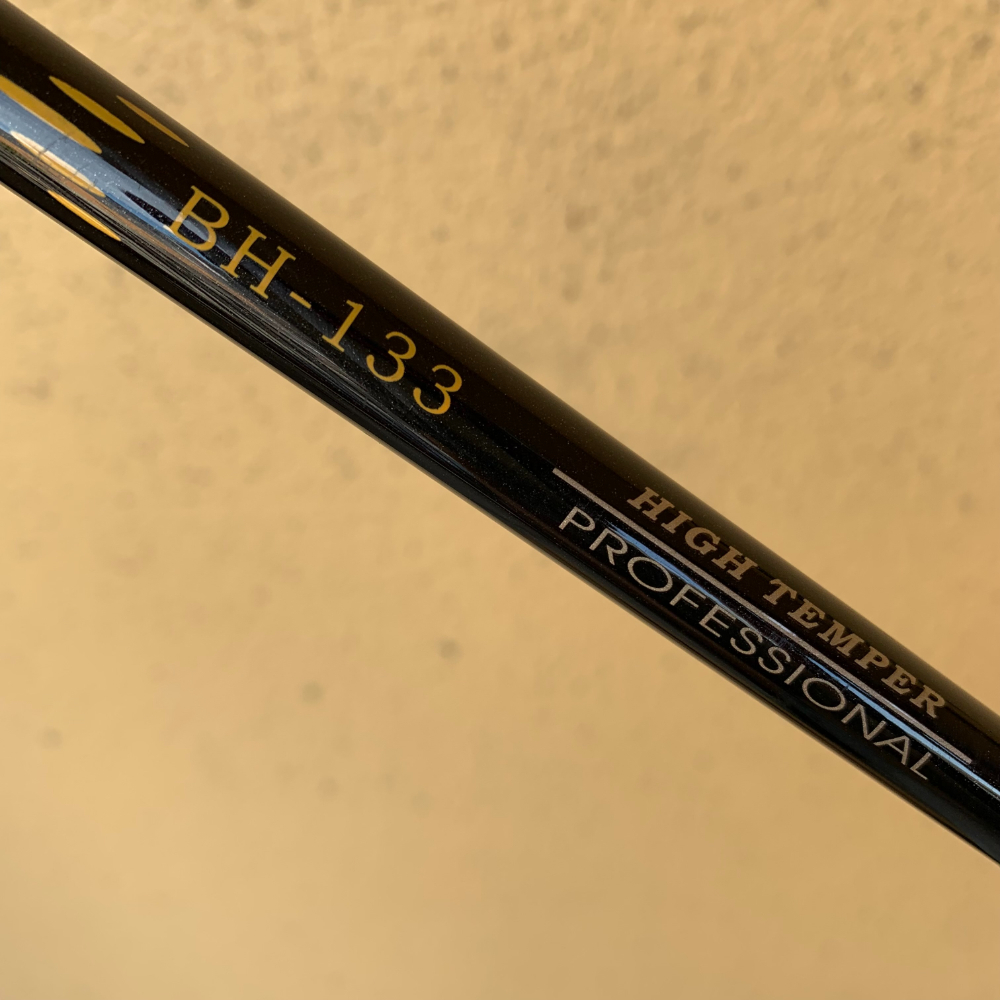 BH-133
HIGH TEMPER
PROFESSIONAL